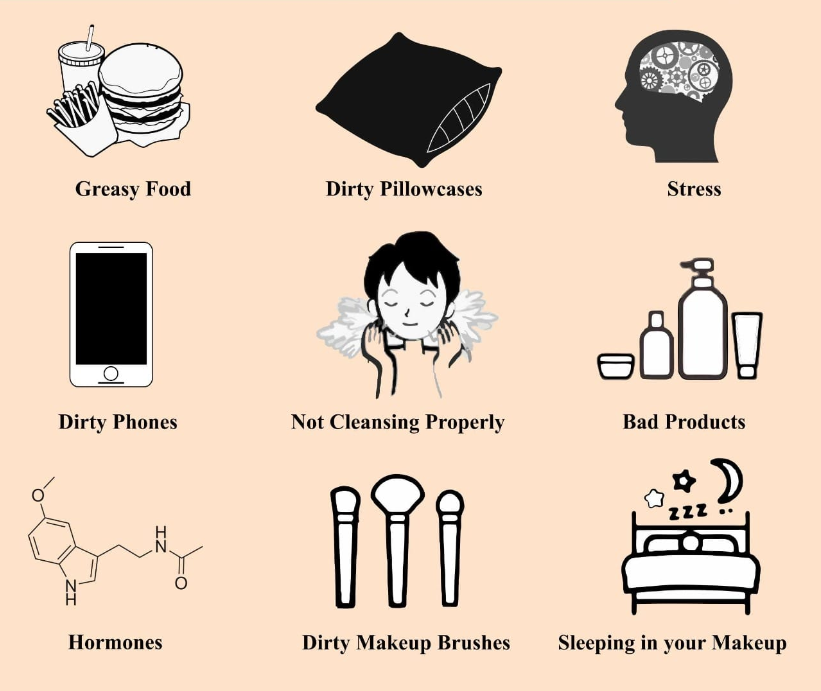 Greasy Food
Dirty Pillowcases
Stress
Dirty Phones
Not Cleansing Properly
Bad Products
O
H
N
O
N
H
zzz
Hormones
Dirty Makeup Brushes
Sleeping in your Makeup